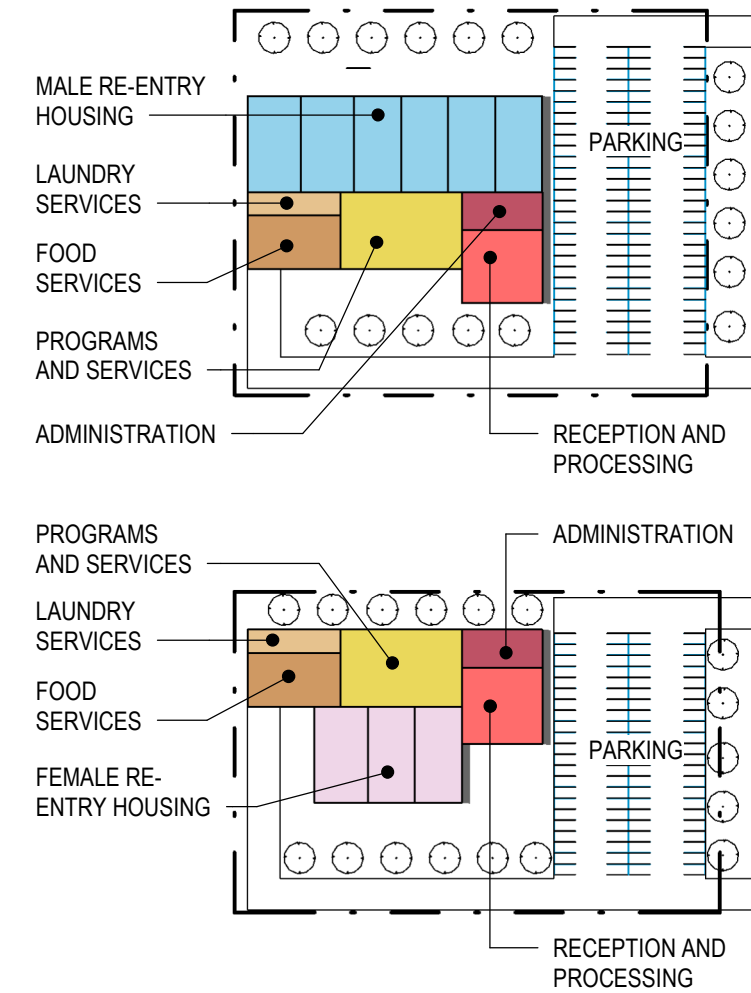 MALE RE-ENTRY
HOUSING
PARKING
LAUNDRY
SERVICES
FOOD
SERVICES
PROGRAMS
AND SERVICES
ADMINISTRATION
RECEPTION AND
PROCESSING
PROGRAMS
AND SERVICES
ADMINISTRATION
LAUNDRY
SERVICES
FOOD
SERVICES
PARKING
FEMALE RE-
ENTRY HOUSING
RECEPTION AND
PROCESSING